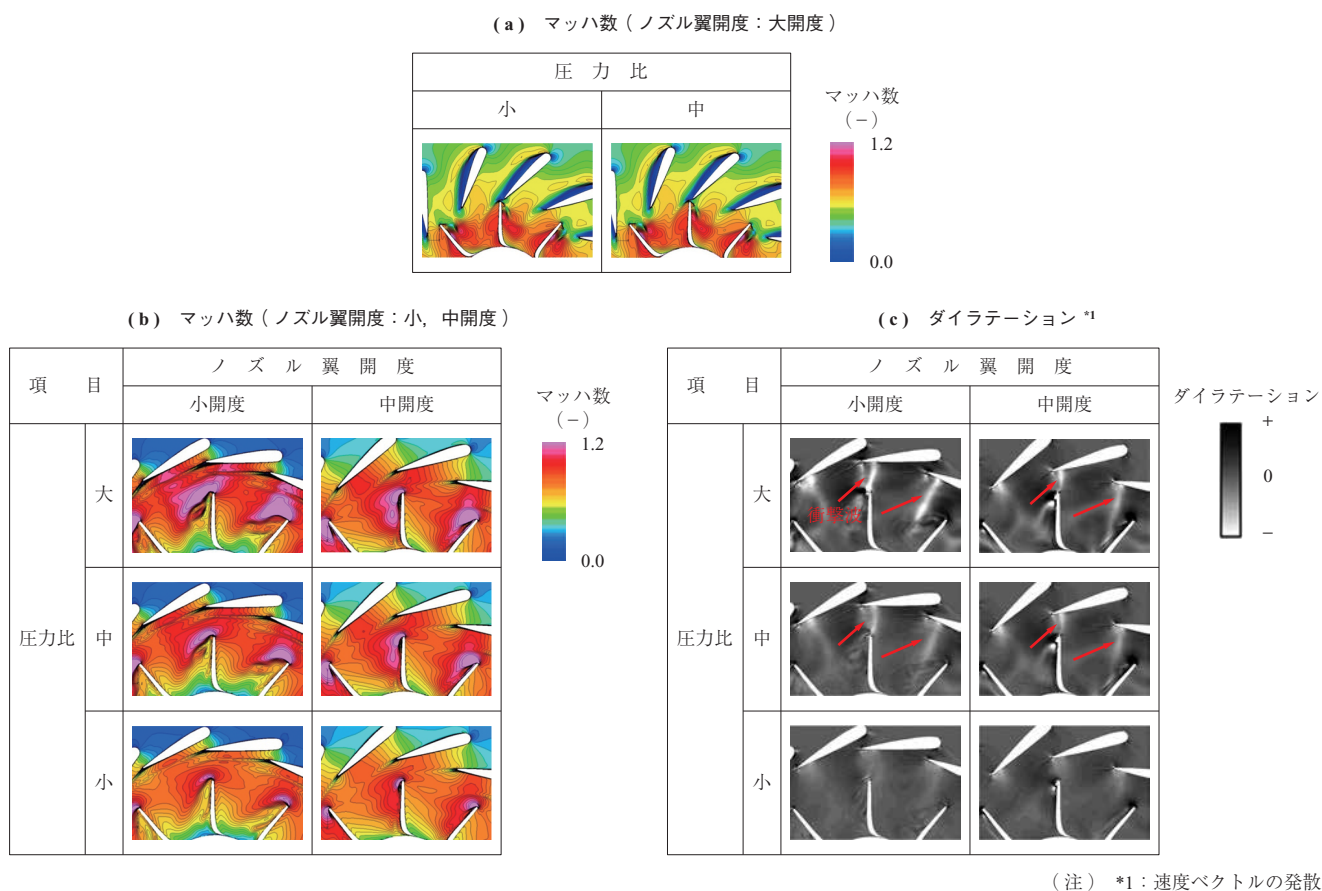 (a) マッハ数(ノズル翼開度:大開度)
圧力比
小 中
マッハ数
(-)
1.2
0.0
(b) マッハ数(ノズル翼開度:小,中開度)
項目
ノズル翼開度
小開度 中開度
圧力比
大
中
小
マッハ数
(-)
1.2
0.0
(c) ダイラテーション *1
項目
ノズル翼開度
小開度 中開度
圧力比
大
衝撃波
中
小
ダイラテーション
+
0
-
(注) *1:速度ベクトルの発散